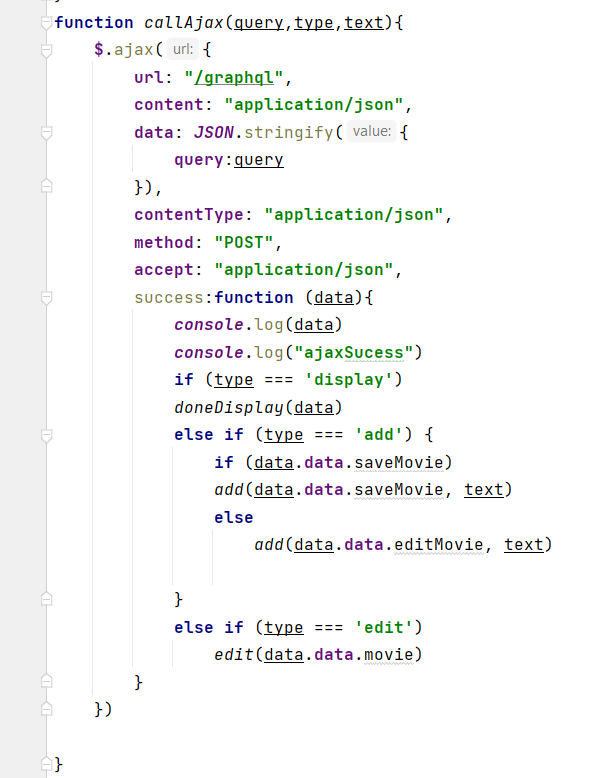 function callAjax(query,type,text){
    $.ajax( url: {
        url: "/graphql",
        content: "application/json",
        data: JSON.stringify( value: {
            query:query
        }),
        contentType: "application/json",
        method: "POST",
        accept: "application/json",
        success:function (data){
            console.log(data)
            console.log("ajaxSucess")
            if (type === 'display')
            doneDisplay(data)
            else if (type === 'add') {
                if (data.data.saveMovie)
                add(data.data.saveMovie, text)
                else
                    add(data.data.editMovie, text)
            }
            else if (type === 'edit')
                edit(data.data.movie)
        }
    })
}